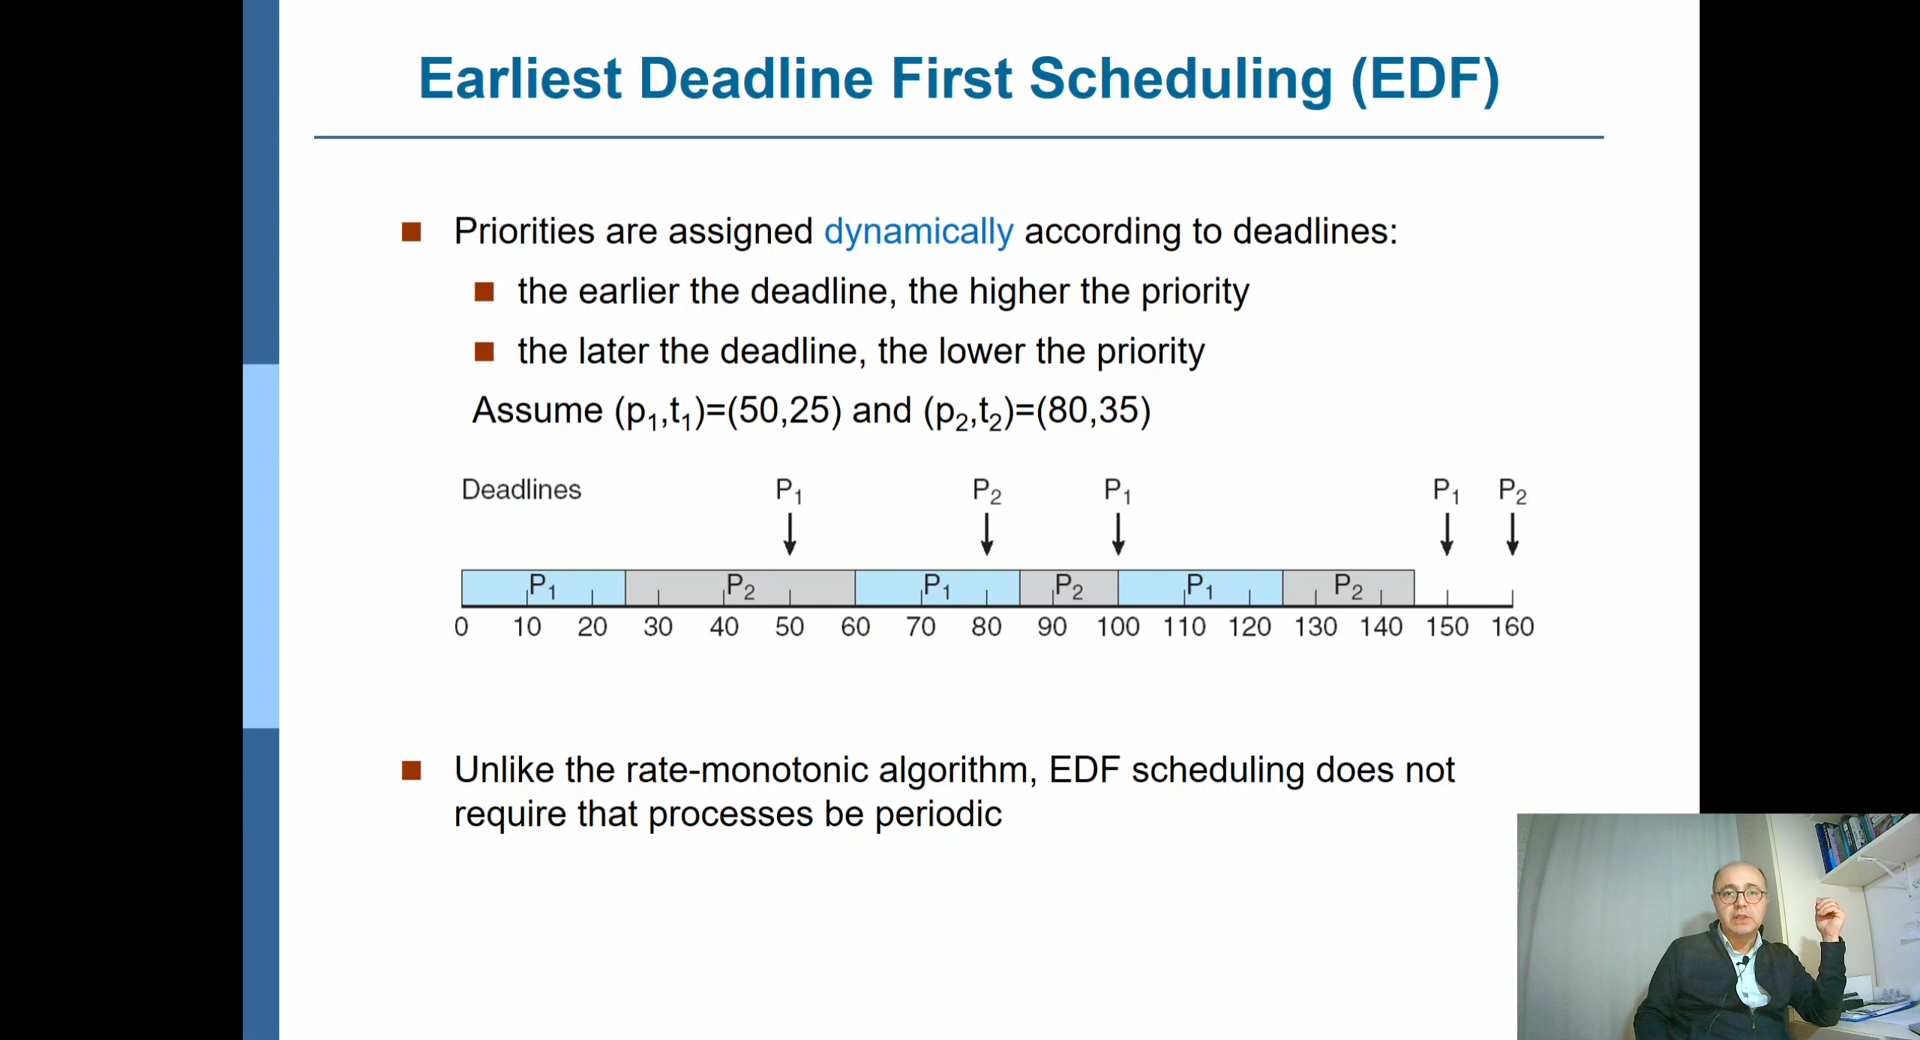 Earliest Deadline First Scheduling (EDF)
Priorities are assigned dynamically according to deadlines:
the earlier the deadline, the higher the priority
the later the deadline, the lower the priority
Assume (p₁,t₁)=(50,25) and (p₂,t₂)=(80,35)
Deadlines P₁ P₂ P₁ P₁ P₂
P₁ P₂ P₁ P₂ P₁ P₂
0 10 20 30 40 50 60 70 80 90 100 110 120 130 140 150 160
Unlike the rate-monotonic algorithm, EDF scheduling does not
require that processes be periodic